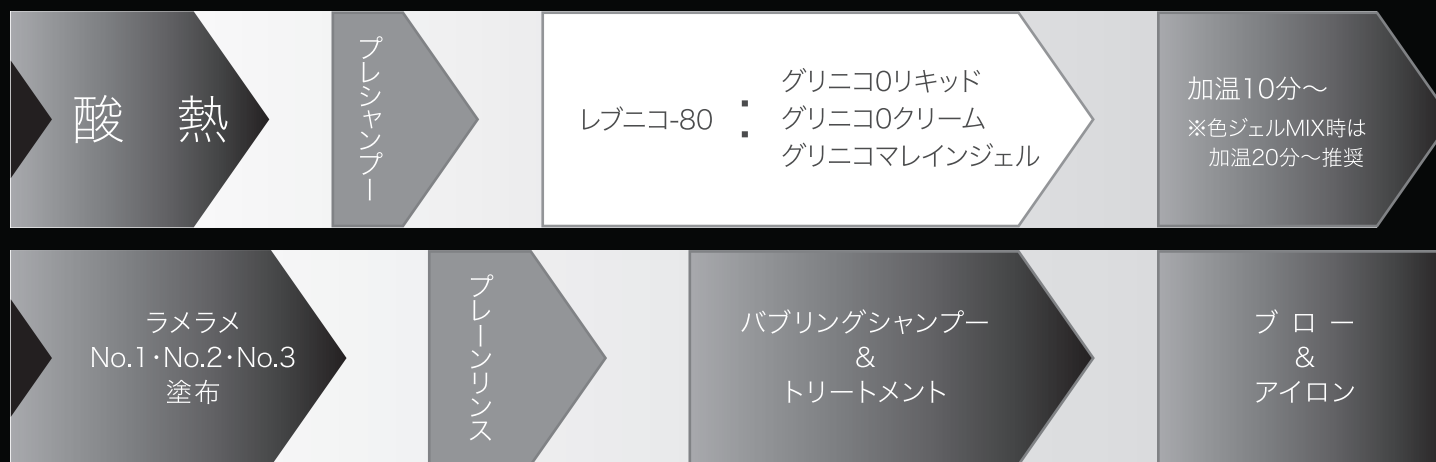 酸　熱
プレシャンプー
レブニコ-80
:
グリニコ0リキッド
グリニコ0クリーム
グリニコマレインジェル
加温10分～
※色ジェルMIX時は
加温20分～推奨
ラメラメ
No.1・No.2・No.3
塗布
プレーンリンス
バブリングシャンプー
&
トリートメント
ブロー
&
アイロン